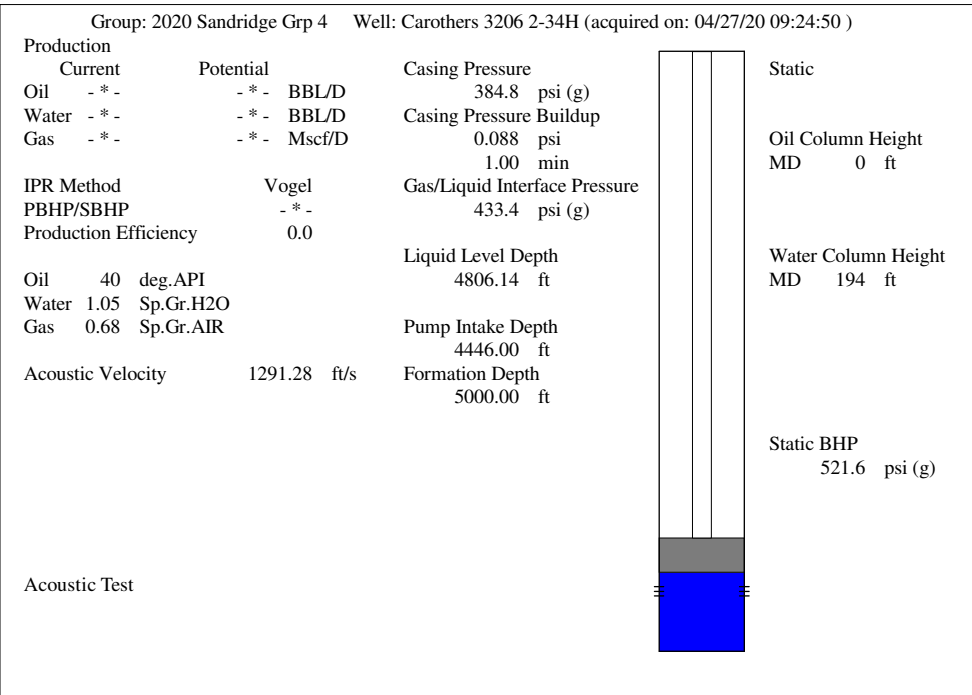 Group: 2020 Sandridge Grp 4 Well: Carothers 3206 2-34H (acquired on: 04/27/20 09:24:50 )
Production
Current Potential
Oil - * - - * - BBL/D
Water - * - - * - BBL/D
Gas - * - - * - Mscf/D
IPR Method Vogel
PBHP/SBHP - * -
Production Efficiency 0.0
Oil 40 deg.API
Water 1.05 Sp.Gr.H2O
Gas 0.68 Sp.Gr.AIR
Acoustic Velocity 1291.28 ft/s
Acoustic Test
Casing Pressure
384.8 psi (g)
Casing Pressure Buildup
0.088 psi
1.00 min
Gas/Liquid Interface Pressure
433.4 psi (g)
Liquid Level Depth
4806.14 ft
Pump Intake Depth
4446.00 ft
Formation Depth
5000.00 ft
Static
Oil Column Height
MD 0 ft
Water Column Height
MD 194 ft
Static BHP
521.6 psi (g)